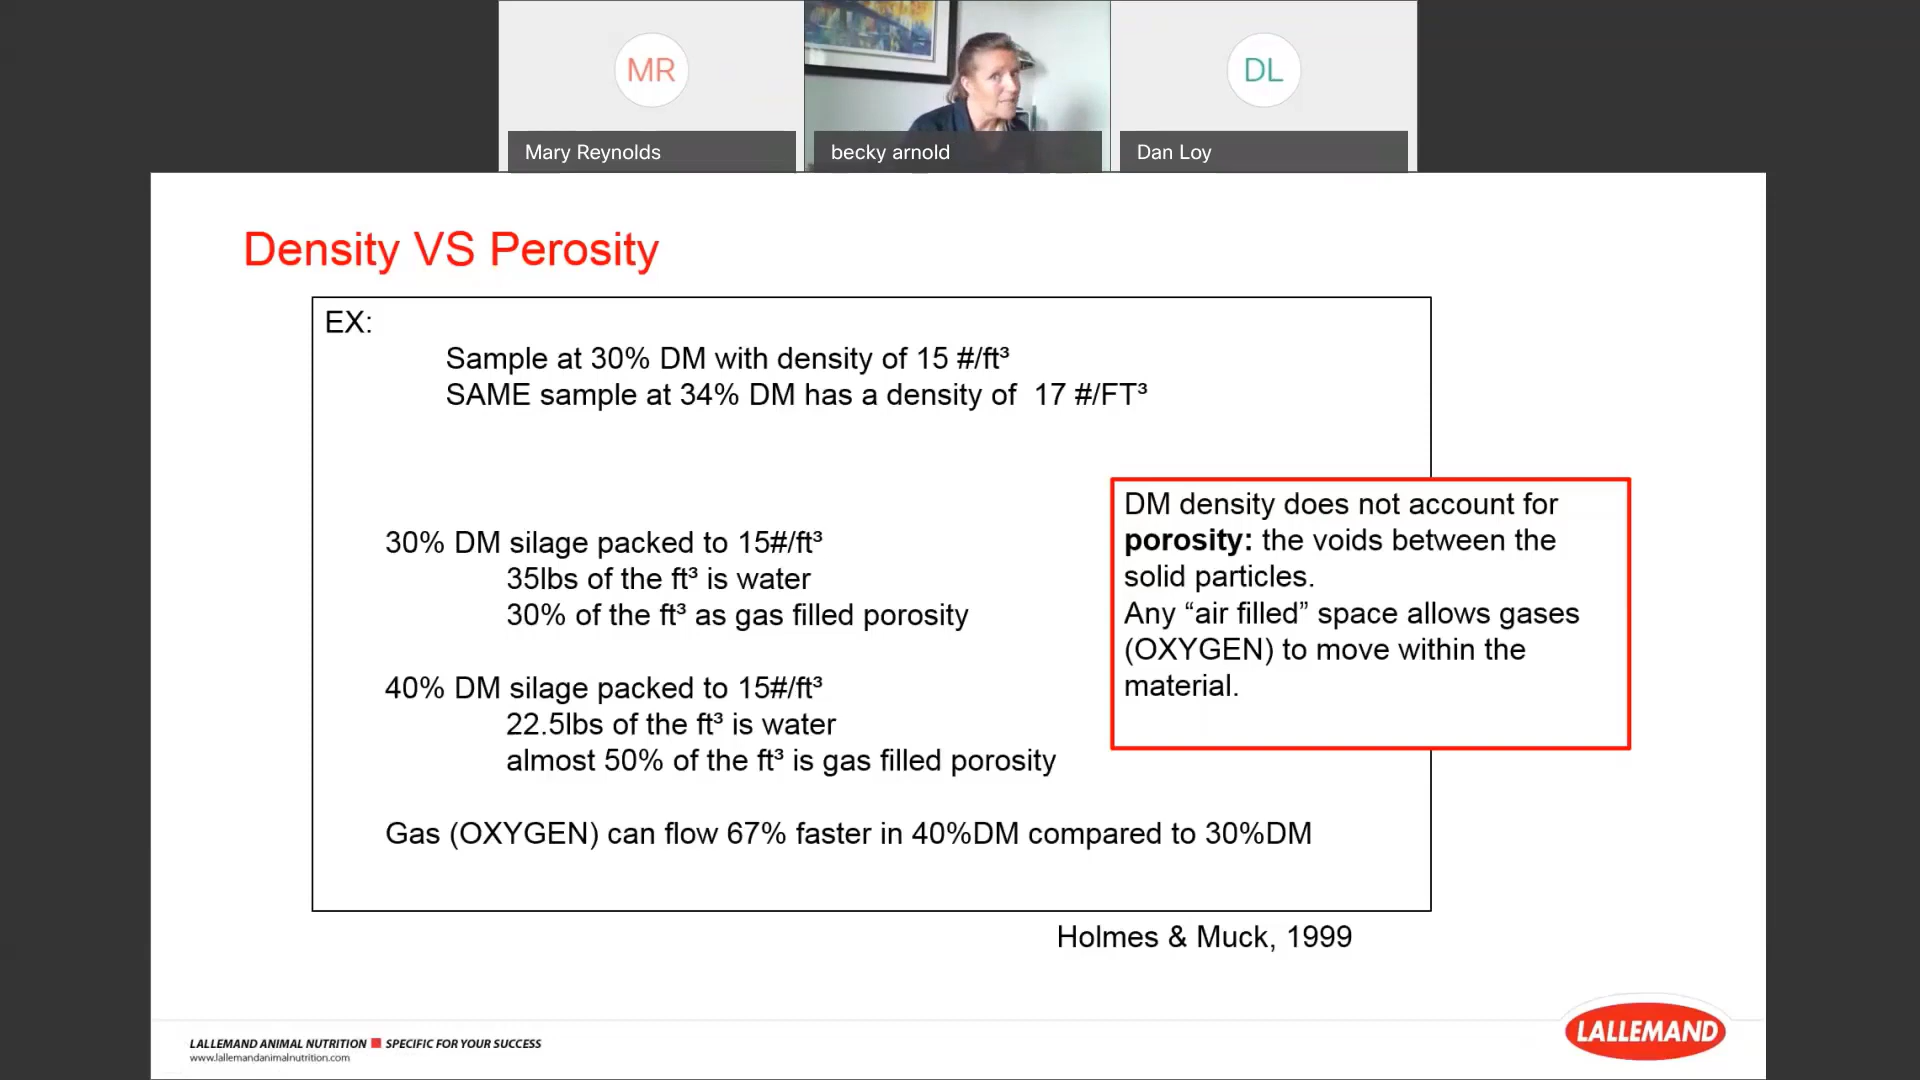 MR
DL
Mary Reynolds
becky arnold
Dan Loy
Density VS Perosity
EX:
Sample at 30% DM with density of 15 #/ft³
SAME sample at 34% DM has a density of 17 #/FT³
30% DM silage packed to 15#/ft³
35lbs of the ft³ is water
30% of the ft³ as gas filled porosity
40% DM silage packed to 15#/ft³
22.5lbs of the ft³ is water
almost 50% of the ft³ is gas filled porosity
Gas (OXYGEN) can flow 67% faster in 40%DM compared to 30%DM
DM density does not account for
porosity: the voids between the
solid particles.
Any “air filled” space allows gases
(OXYGEN) to move within the
material.
Holmes & Muck, 1999
LALLEMAND ANIMAL NUTRITION SPECIFIC FOR YOUR SUCCESS
www.lallemandanimalnutrition.com
LALLEMAND